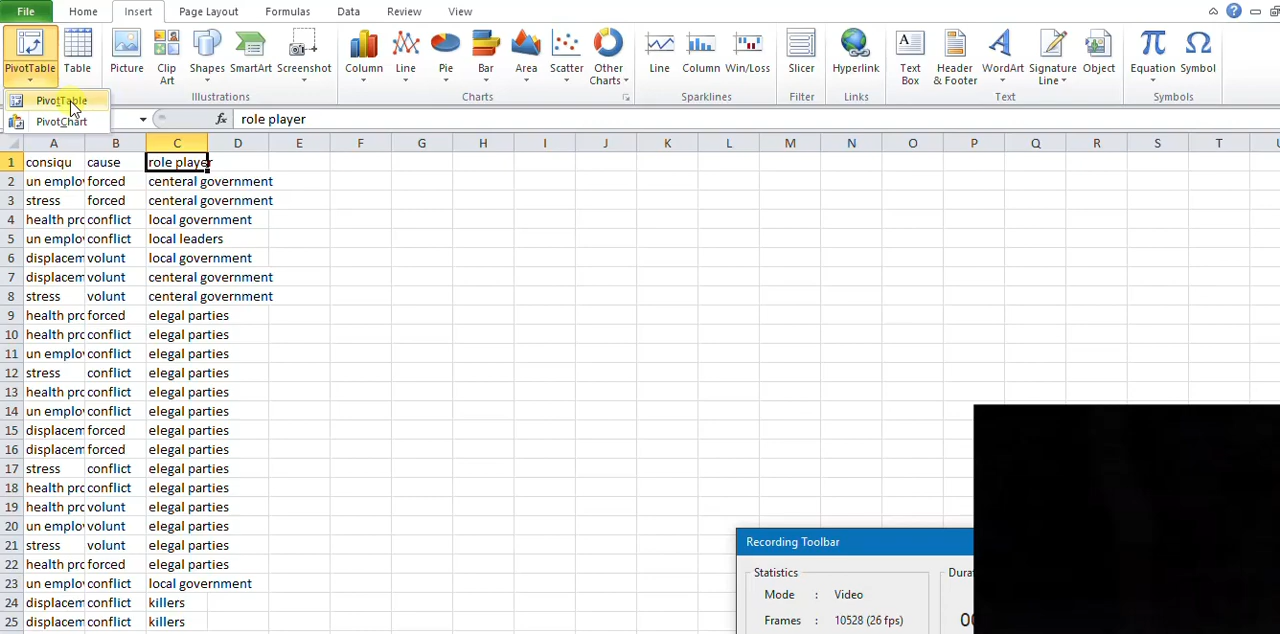 File Home Insert Page Layout Formulas Data Review View
PivotTable Table Picture Clip Art Shapes SmartArt Screenshot Column Line Pie Bar Area Scatter Other Charts Line Column Win/Loss Slicer Hyperlink Text Box Header & Footer WordArt Signature Line Object Equation Symbol
Illustrations Charts Sparklines Filter Links Text Symbols
PivotTable
PivotChart
fx role player
A B C D E F G H I J K L M N O P Q R S T
1 consiqu cause role player
2 un employ forced centeral government
3 stress forced centeral government
4 health pro conflict local government
5 un employ conflict local leaders
6 displacem volunt local government
7 displacem volunt centeral government
8 stress volunt centeral government
9 health pro forced elegal parties
10 health pro conflict elegal parties
11 un employ conflict elegal parties
12 stress conflict elegal parties
13 health pro conflict elegal parties
14 un employ conflict elegal parties
15 displacem forced elegal parties
16 displacem forced elegal parties
17 stress conflict elegal parties
18 health pro conflict elegal parties
19 health pro volunt elegal parties
20 un employ volunt elegal parties
21 stress volunt elegal parties
22 health pro forced elegal parties
23 un employ conflict local government
24 displacem conflict killers
25 displacem conflict killers
Recording Toolbar
Statistics
Mode : Video
Frames : 10528 (26 fps)